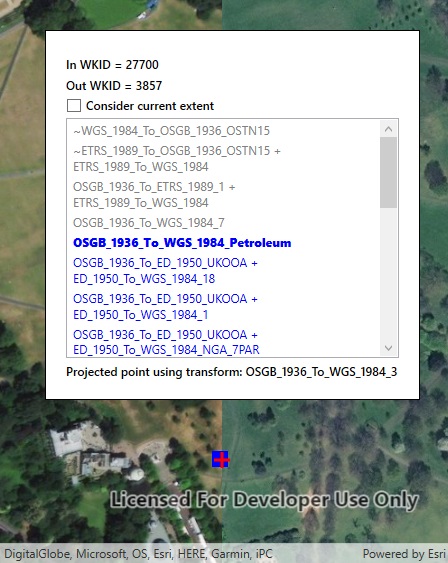 In WKID = 27700
Out WKID = 3857
Consider current extent
~WGS_1984_To_OSGB_1936_OSTN15
~ETRS_1989_To_OSGB_1936_OSTN15 +
ETRS_1989_To_WGS_1984
OSGB_1936_To_ETRS_1989_1 +
ETRS_1989_To_WGS_1984
OSGB_1936_To_WGS_1984_7
OSGB_1936_To_WGS_1984_Petroleum
OSGB_1936_To_ED_1950_UKOOA +
ED_1950_To_WGS_1984_18
OSGB_1936_To_ED_1950_UKOOA +
ED_1950_To_WGS_1984_1
OSGB_1936_To_ED_1950_UKOOA +
ED_1950_To_WGS_1984_NGA_7PAR
Projected point using transform: OSGB_1936_To_WGS_1984_3
Licensed For Developer Use Only
DigitalGlobe, Microsoft, OS, Esri, HERE, Garmin, iPC
Powered by Esri